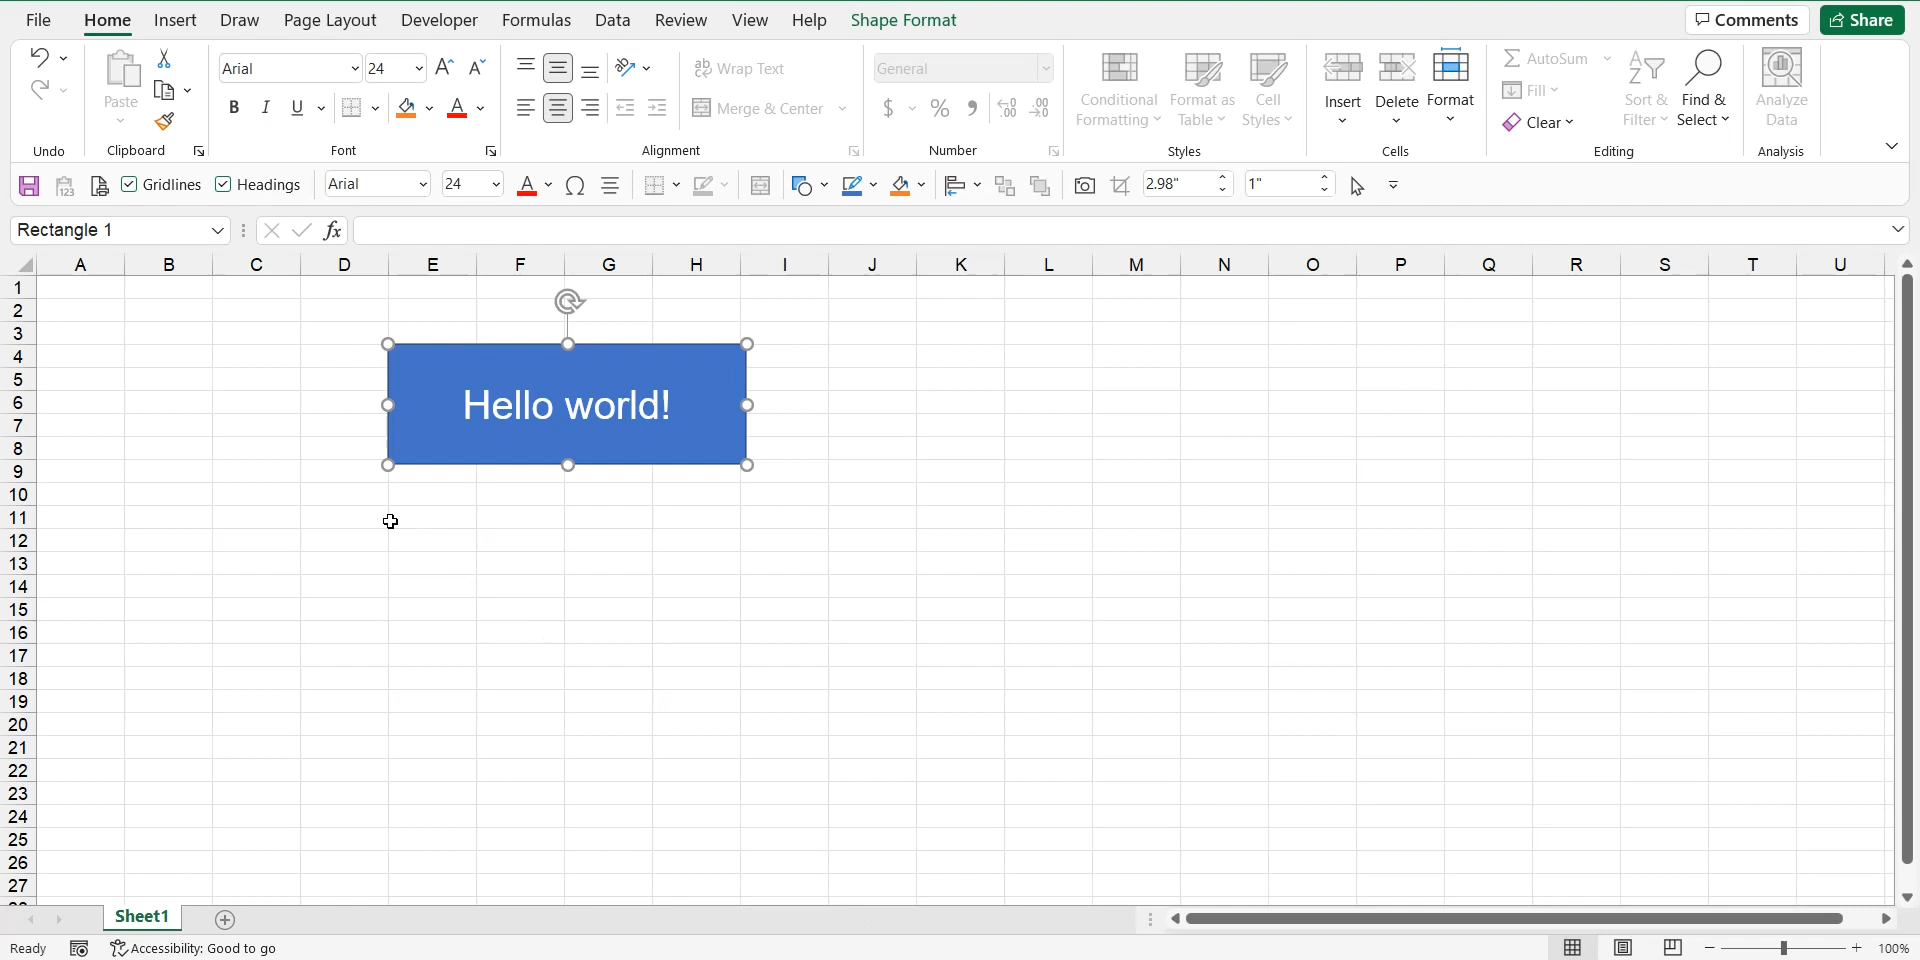 File Home Insert Draw Page Layout Developer Formulas Data Review View Help Shape Format Comments Share
Arial 24 Wrap Text General AutoSum
Paste Conditional Formatting Format as Table Cell Styles Insert Delete Format Fill Sort & Filter Find & Select Analyze Data
B I U A Merge & Center $ % Clear
Undo Clipboard Font Alignment Number Styles Cells Editing Analysis
Gridlines Headings Arial 24 2.98" 1"
Rectangle 1 fx
A B C D E F G H I J K L M N O P Q R S T U
1
2
3
4
5
Hello world!
6
7
8
9
10
11
12
13
14
15
16
17
18
19
20
21
22
23
24
25
26
27
Sheet1
Ready Accessibility: Good to go 100%